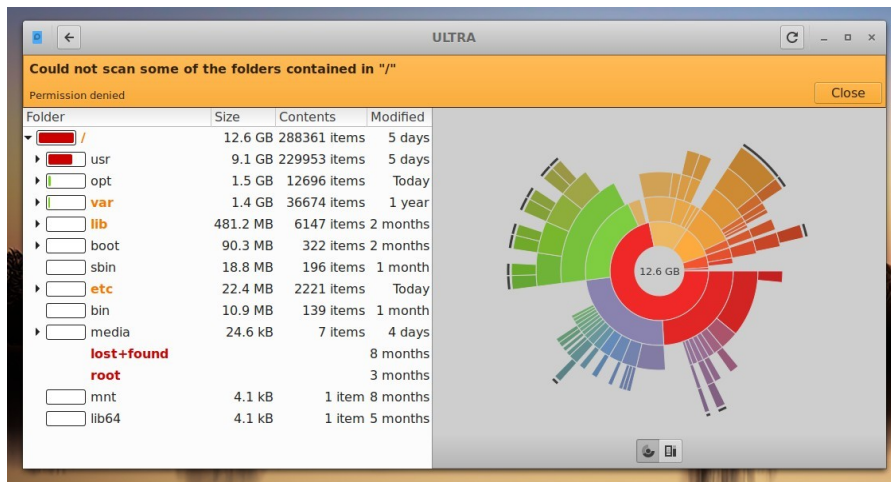 ULTRA
Could not scan some of the folders contained in "/"
Permission denied
Close
Folder Size Contents Modified
/ 12.6 GB 288361 items 5 days
usr 9.1 GB 229953 items 5 days
opt 1.5 GB 12696 items Today
var 1.4 GB 36674 items 1 year
lib 481.2 MB 6147 items 2 months
boot 90.3 MB 322 items 2 months
sbin 18.8 MB 196 items 1 month
etc 22.4 MB 2221 items Today
bin 10.9 MB 139 items 1 month
media 24.6 kB 7 items 4 days
lost+found 8 months
root 3 months
mnt 4.1 kB 1 item 8 months
lib64 4.1 kB 1 item 5 months
12.6 GB